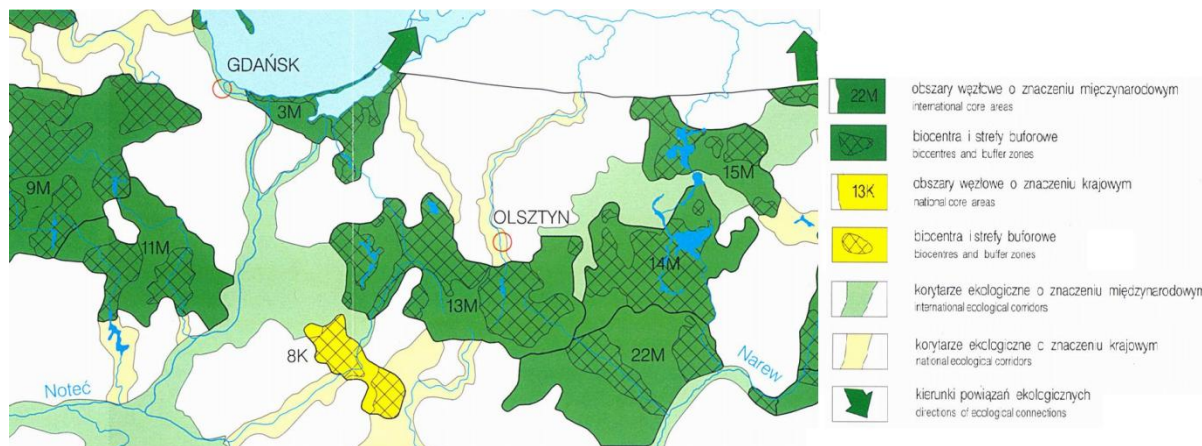 GDAŃSK
3M
9M
11M
15M
OLSZTYN
14M
13M
8K
22M
Noteć
Narew
22M
obszary węzłowe o znaczeniu międzynarodowym
international core areas
biocentra i strefy buforowe
biocentres and buffer zones
13K
obszary węzłowe o znaczeniu krajowym
national core areas
biocentra i strefy buforowe
biocentres and buffer zones
korytarze ekologiczne o znaczeniu międzynarodowym
international ecological corridors
korytarze ekologiczne o znaczeniu krajowym
national ecological corridors
kierunki powiązań ekologicznych
directions of ecological connections